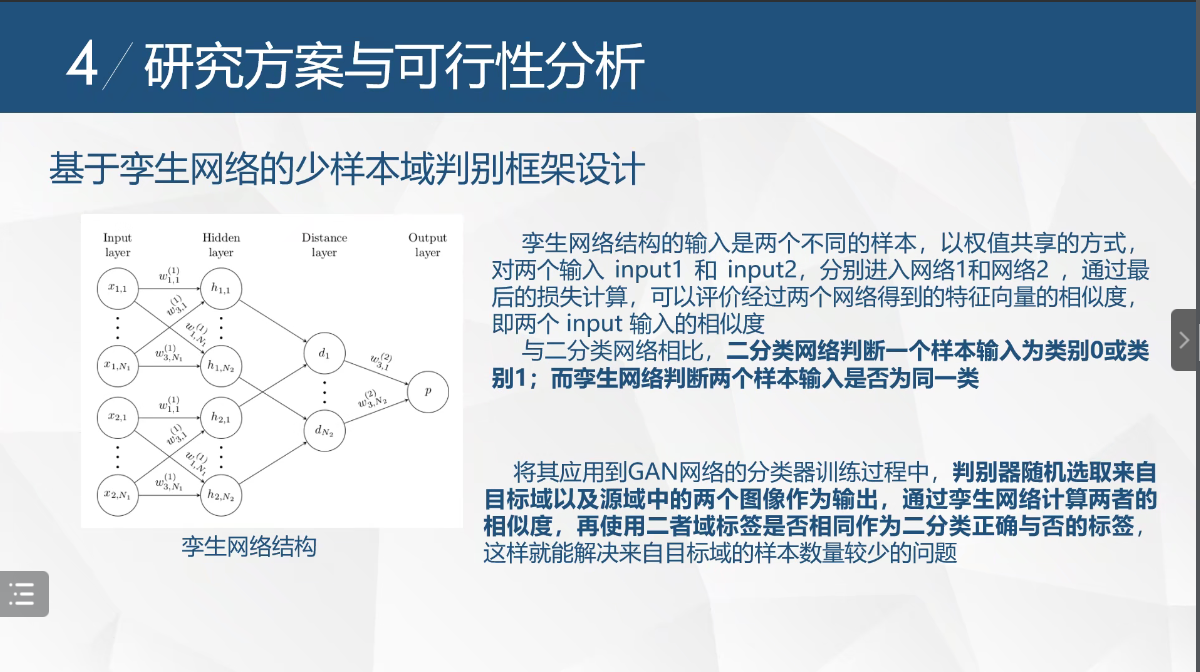 4/研究方案与可行性分析
基于孪生网络的少样本域判别框架设计
Input layer
Hidden layer
Distance layer
Output layer
x_{1,1}
w_{1,1}^{(1)}
h_{1,1}
w_{3,1}^{(1)}
w_{1,N_1}^{(1)}
x_{1,N_1}
w_{3,N_1}^{(1)}
h_{1,N_2}
d_1
w_{3,1}^{(2)}
p
x_{2,1}
w_{1,1}^{(1)}
h_{2,1}
w_{3,1}^{(1)}
w_{1,N_1}^{(1)}
d_{N_2}
w_{3,N_2}^{(2)}
x_{2,N_1}
w_{3,N_1}^{(1)}
h_{2,N_2}
孪生网络结构
孪生网络结构的输入是两个不同的样本，以权值共享的方式，
对两个输入 input1 和 input2，分别进入网络1和网络2 ，通过最
后的损失计算，可以评价经过两个网络得到的特征向量的相似度，
即两个 input 输入的相似度
与二分类网络相比，二分类网络判断一个样本输入为类别0或类
别1；而孪生网络判断两个样本输入是否为同一类
将其应用到GAN网络的分类器训练过程中，判别器随机选取来自
目标域以及源域中的两个图像作为输出，通过孪生网络计算两者的
相似度，再使用二者域标签是否相同作为二分类正确与否的标签，
这样就能解决来自目标域的样本数量较少的问题